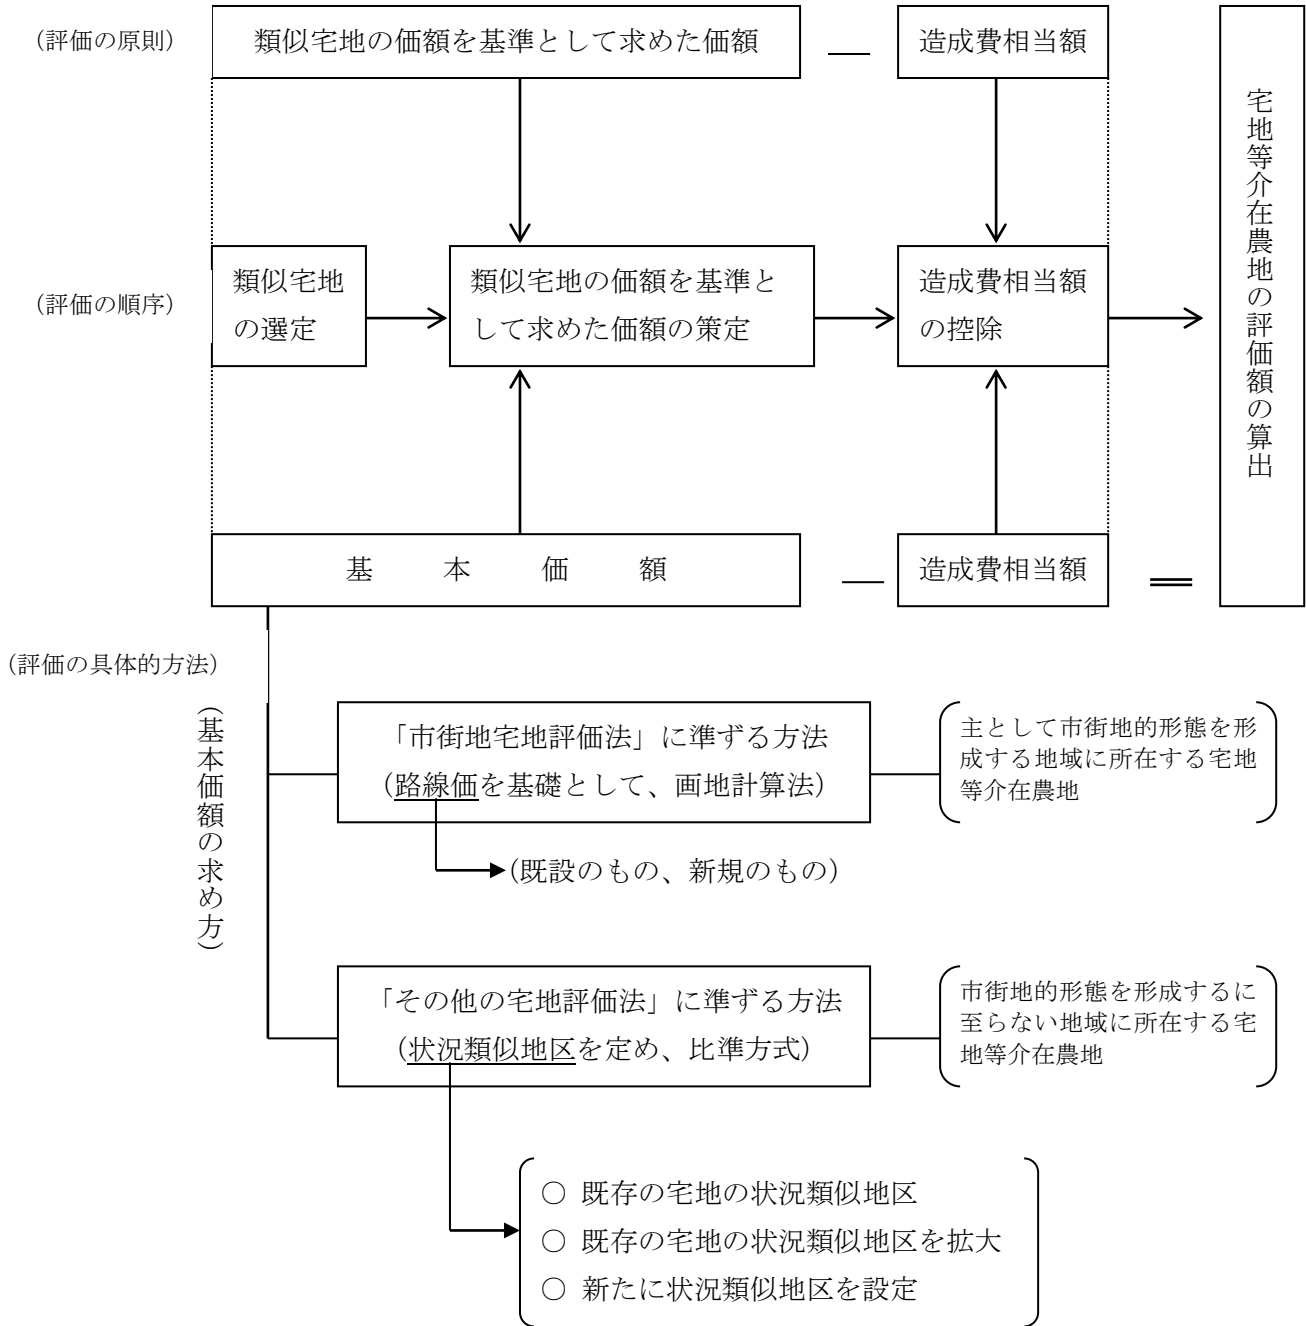 (評価の原則)
類似宅地の価額を基準として求めた価額
―
造成費相当額
宅地等介在農地の評価額の算出
(評価の順序)
類似宅地
の選定
類似宅地の価額を基準と
して求めた価額の策定
造成費相当額
の控除
基本価額
―
造成費相当額
=
(評価の具体的方法)
(基本価額の求め方)
「市街地宅地評価法」に準ずる方法
(路線価を基礎として、画地計算法)
主として市街地的形態を形
成する地域に所在する宅地
等介在農地
(既設のもの、新規のもの)
「その他の宅地評価法」に準ずる方法
(状況類似地区を定め、比準方式)
市街地的形態を形成するに
至らない地域に所在する宅
地等介在農地
○ 既存の宅地の状況類似地区
○ 既存の宅地の状況類似地区を拡大
○ 新たに状況類似地区を設定